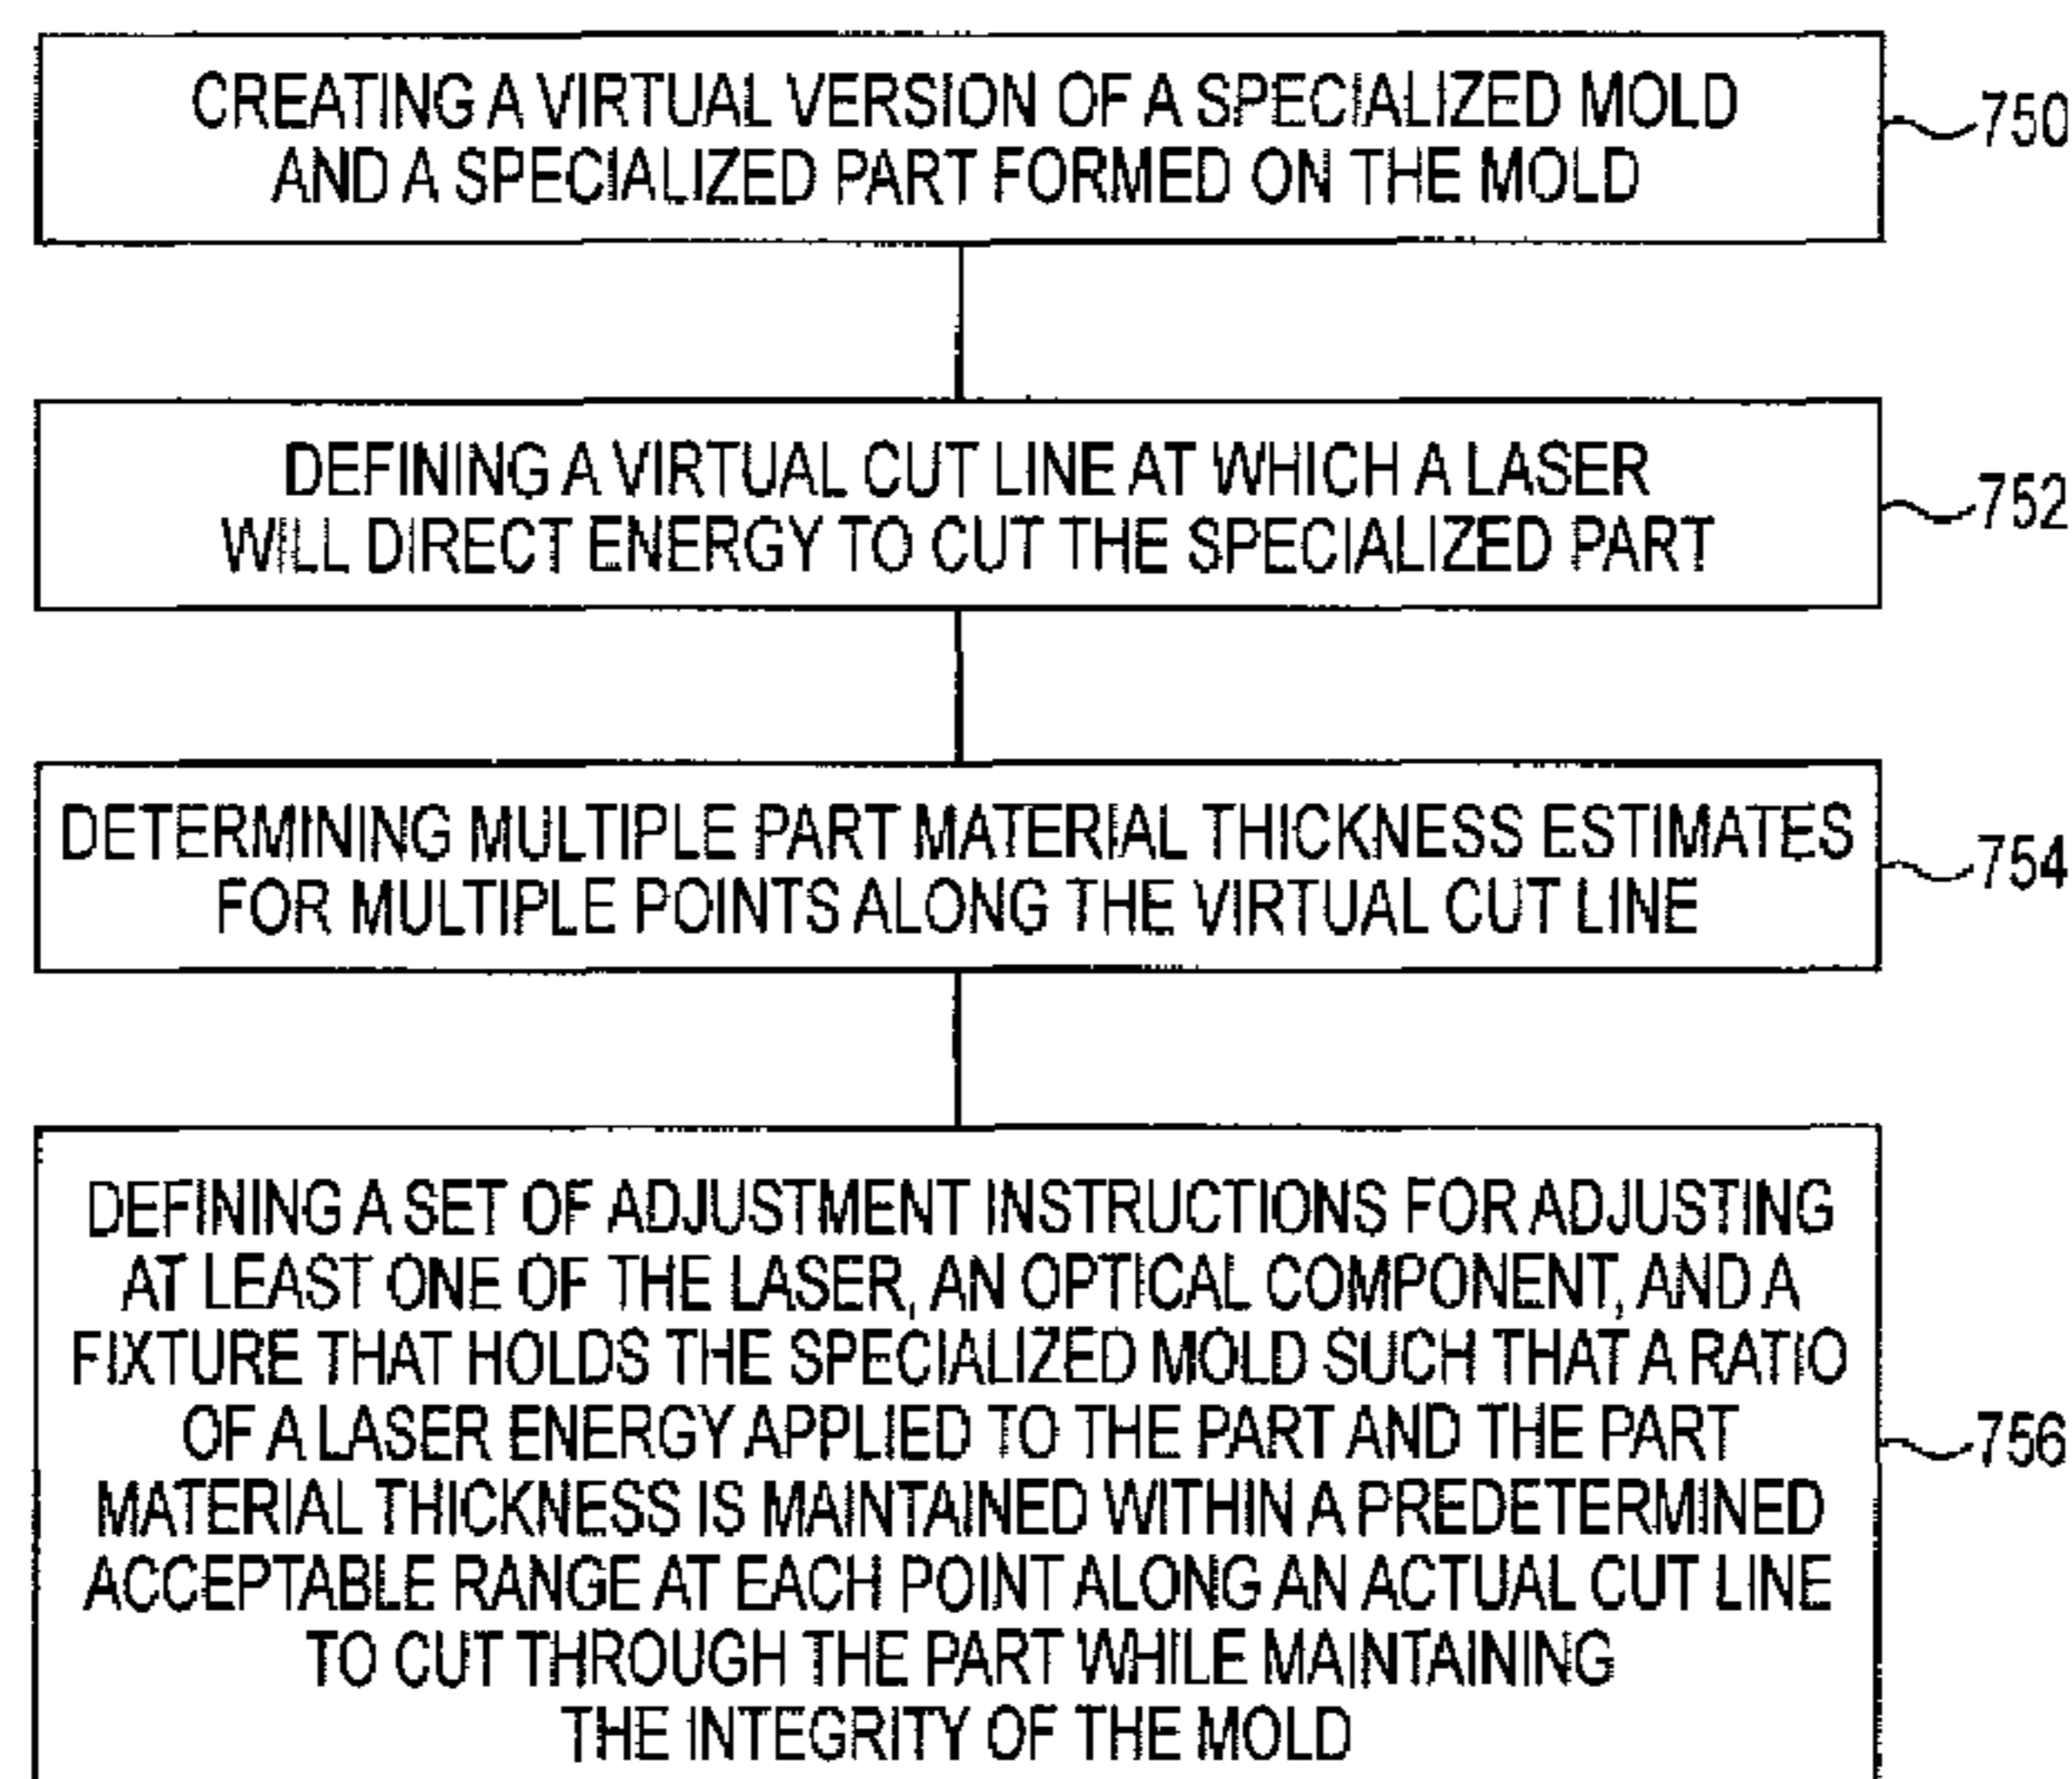 CREATING A VIRTUAL VERSION OF A SPECIALIZED MOLD
AND A SPECIALIZED PART FORMED ON THE MOLD
750
DEFINING A VIRTUAL CUT LINE AT WHICH A LASER
WILL DIRECT ENERGY TO CUT THE SPECIALIZED PART
752
DETERMINING MULTIPLE PART MATERIAL THICKNESS ESTIMATES
FOR MULTIPLE POINTS ALONG THE VIRTUAL CUT LINE
754
DEFINING A SET OF ADJUSTMENT INSTRUCTIONS FOR ADJUSTING
AT LEAST ONE OF THE LASER, AN OPTICAL COMPONENT, AND A
FIXTURE THAT HOLDS THE SPECIALIZED MOLD SUCH THAT A RATIO
OF A LASER ENERGY APPLIED TO THE PART AND THE PART
MATERIAL THICKNESS IS MAINTAINED WITHIN A PREDETERMINED
ACCEPTABLE RANGE AT EACH POINT ALONG AN ACTUAL CUT LINE
TO CUT THROUGH THE PART WHILE MAINTAINING
THE INTEGRITY OF THE MOLD
756